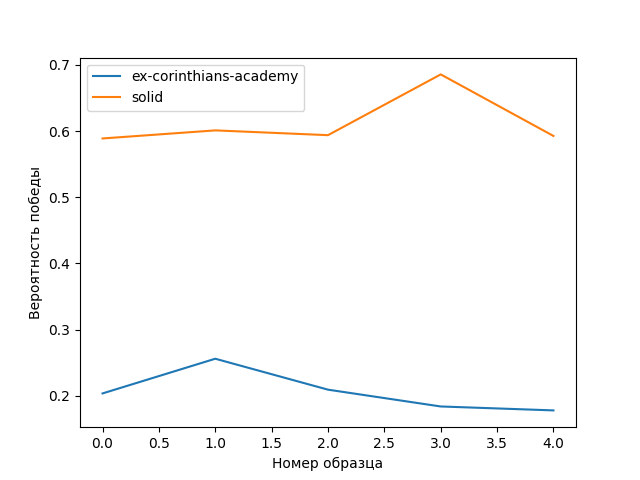 ex-corinthians-academy
solid
0.7
0.6
0.5
0.4
0.3
0.2
Вероятность победы
0.0 0.5 1.0 1.5 2.0 2.5 3.0 3.5 4.0
Номер образца